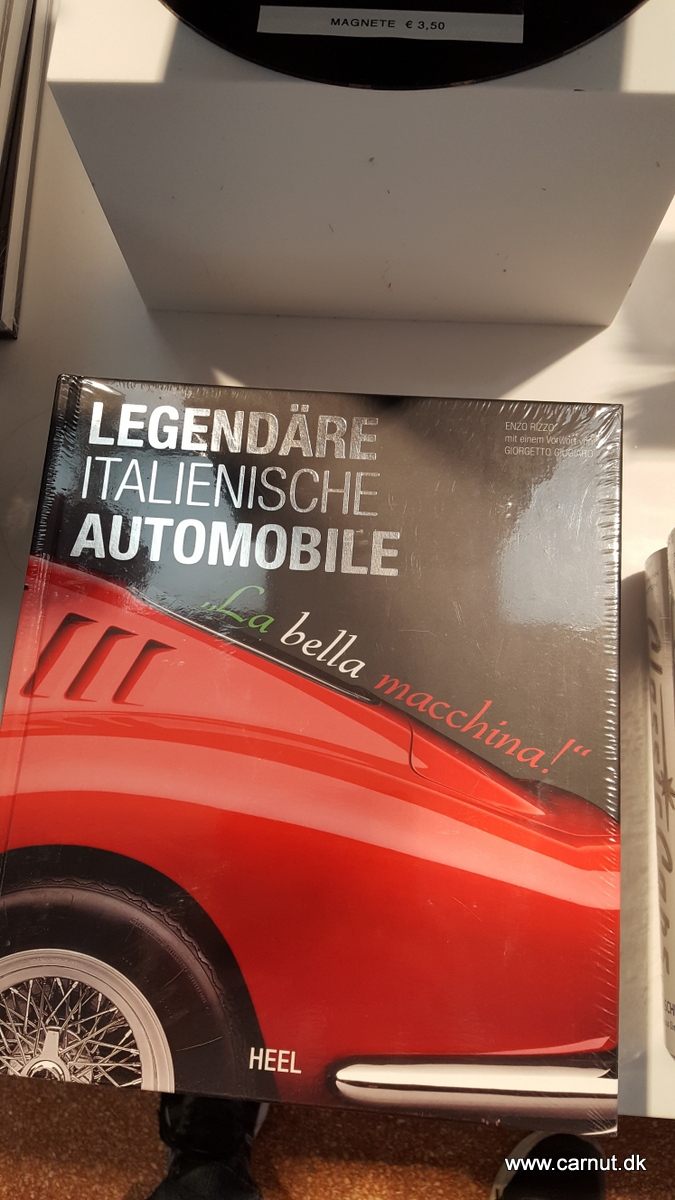 MAGNETE € 3,50
LEGENDÄRE
ITALIENISCHE
AUTOMOBILE
ENZO RIZZO
mit einem Vorwort von
GIORGETTO GIUGIARO
„La bella macchina!“
HEEL
www.carnut.dk